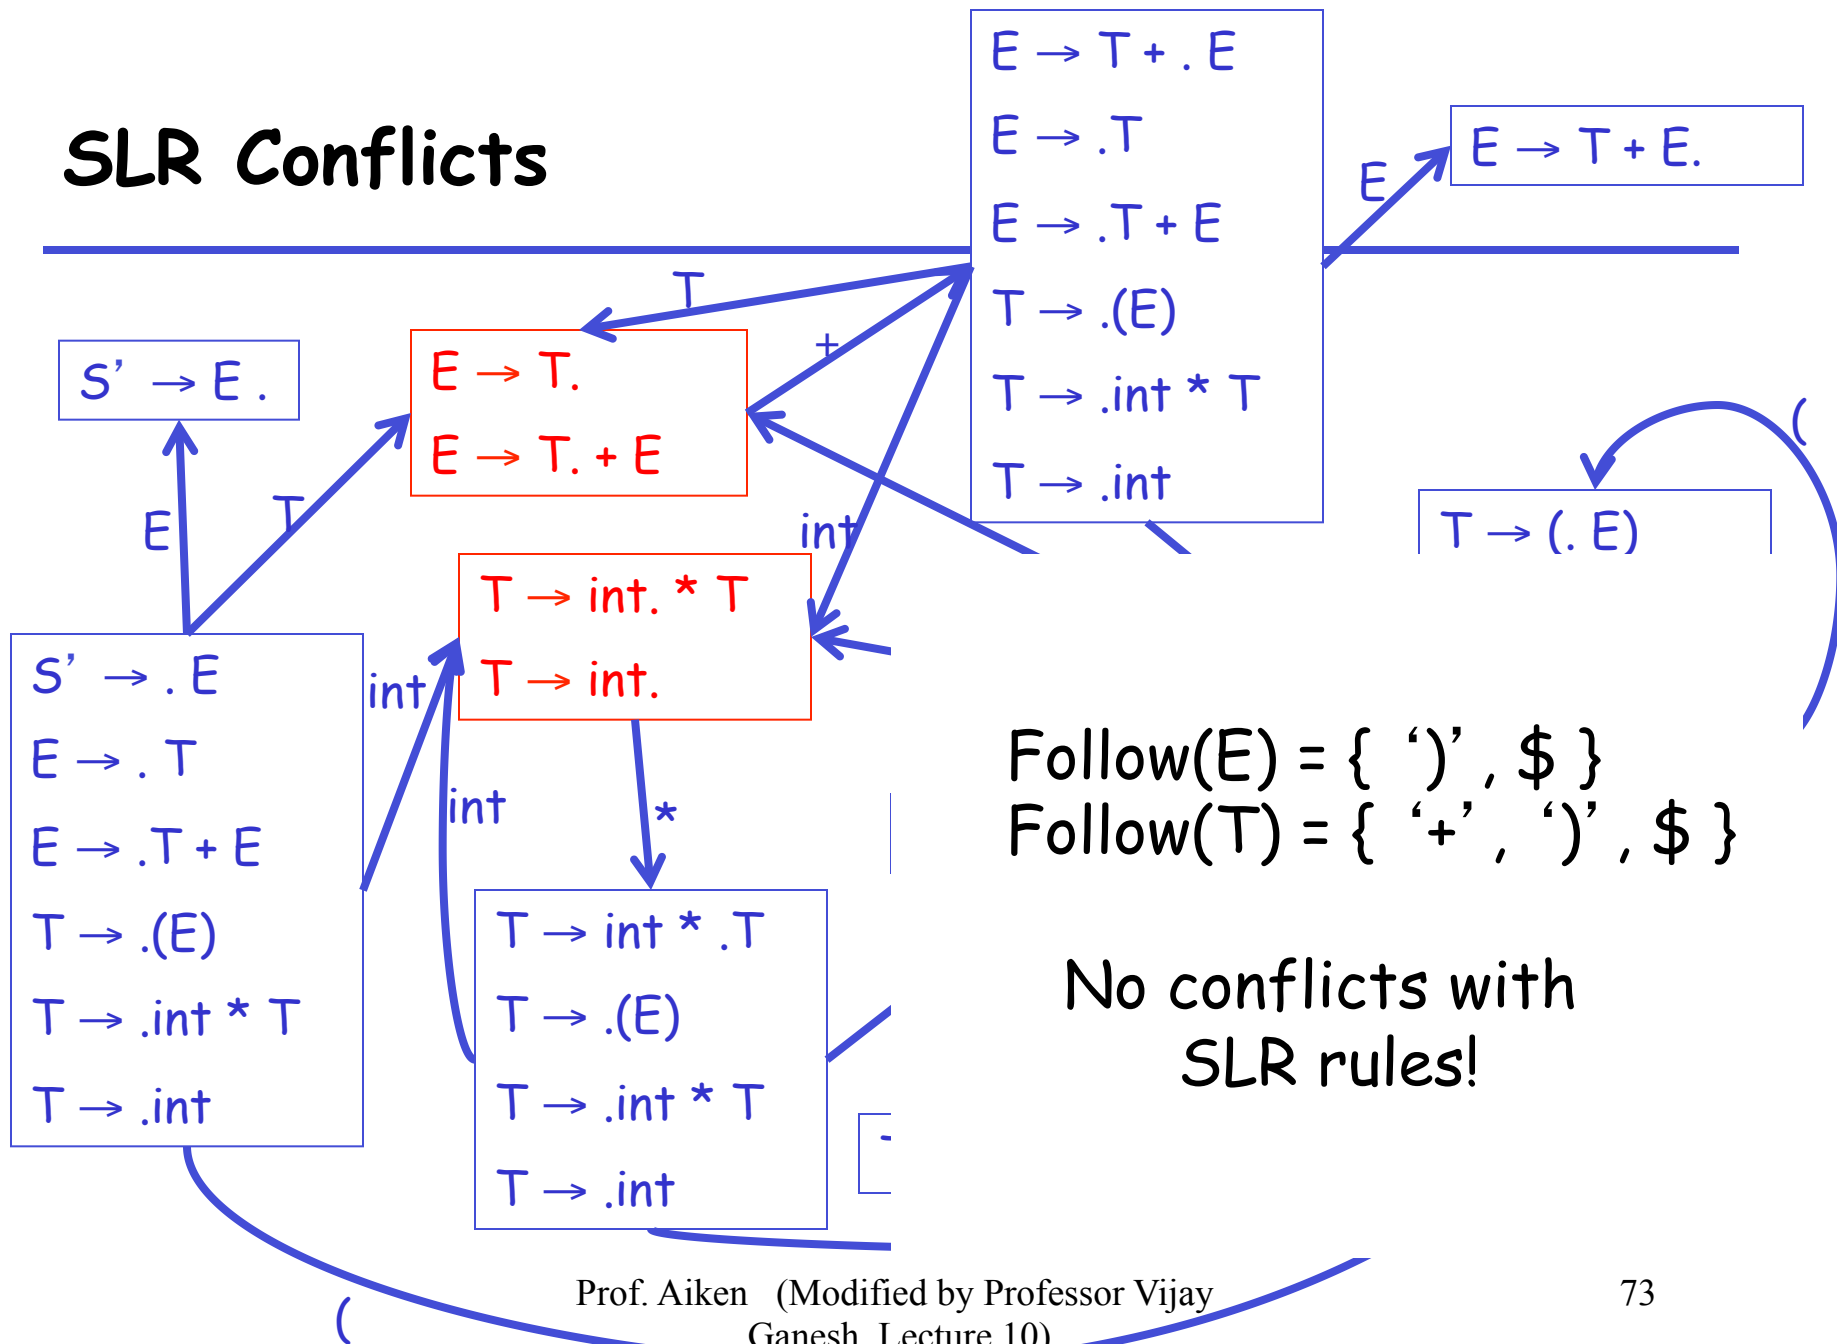 SLR Conflicts
E → T + . E
E → .T
E → .T + E
T → .(E)
T → .int * T
T → .int
E
E → T + E.
T
+
S’ → E .
E → T.
E → T. + E
(
T → (. E)
E
T
int
T → int. * T
T → int.
S’ → . E
E → . T
E → .T + E
T → .(E)
T → .int * T
T → .int
int
int
*
T → int * .T
T → .(E)
T → .int * T
T → .int
Follow(E) = { ‘)’, $ }
Follow(T) = { ‘+’, ‘)’, $ }
No conflicts with
SLR rules!
(
Prof. Aiken (Modified by Professor Vijay
Ganesh, Lecture 10)
73